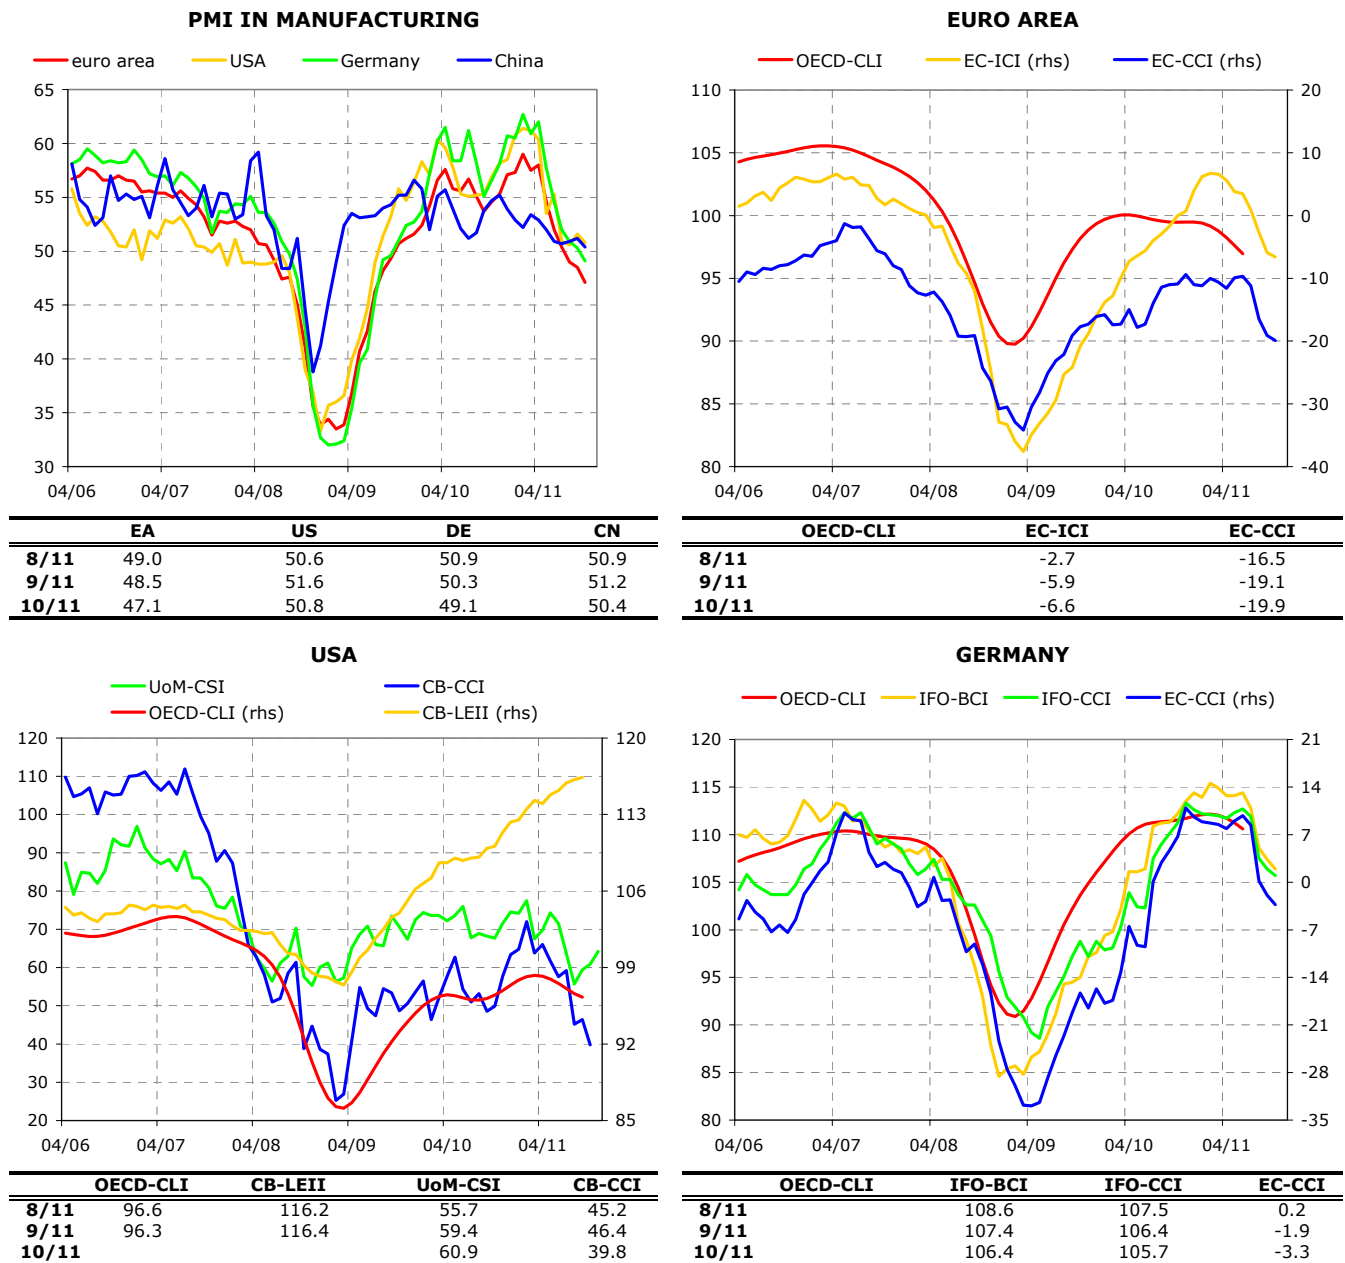 PMI IN MANUFACTURING
euro area USA Germany China
65
60
55
50
45
40
35
30
04/06 04/07 04/08 04/09 04/10 04/11
EA US DE CN
8/11 49.0 50.6 50.9 50.9
9/11 48.5 51.6 50.3 51.2
10/11 47.1 50.8 49.1 50.4
EURO AREA
OECD-CLI EC-ICI (rhs) EC-CCI (rhs)
110 20
105 10
100 0
95 -10
90 -20
85 -30
80 -40
04/06 04/07 04/08 04/09 04/10 04/11
OECD-CLI EC-ICI EC-CCI
8/11 -2.7 -16.5
9/11 -5.9 -19.1
10/11 -6.6 -19.9
USA
UoM-CSI CB-CCI
OECD-CLI (rhs) CB-LEII (rhs)
120 120
110
100 113
90
80 106
70
60 99
50
40 92
30
20 85
04/06 04/07 04/08 04/09 04/10 04/11
OECD-CLI CB-LEII UoM-CSI CB-CCI
8/11 96.6 116.2 55.7 45.2
9/11 96.3 116.4 59.4 46.4
10/11 60.9 39.8
GERMANY
OECD-CLI IFO-BCI IFO-CCI EC-CCI (rhs)
120 21
115 14
110 7
105 0
100 -7
95 -14
90 -21
85 -28
80 -35
04/06 04/07 04/08 04/09 04/10 04/11
OECD-CLI IFO-BCI IFO-CCI EC-CCI
8/11 108.6 107.5 0.2
9/11 107.4 106.4 -1.9
10/11 106.4 105.7 -3.3